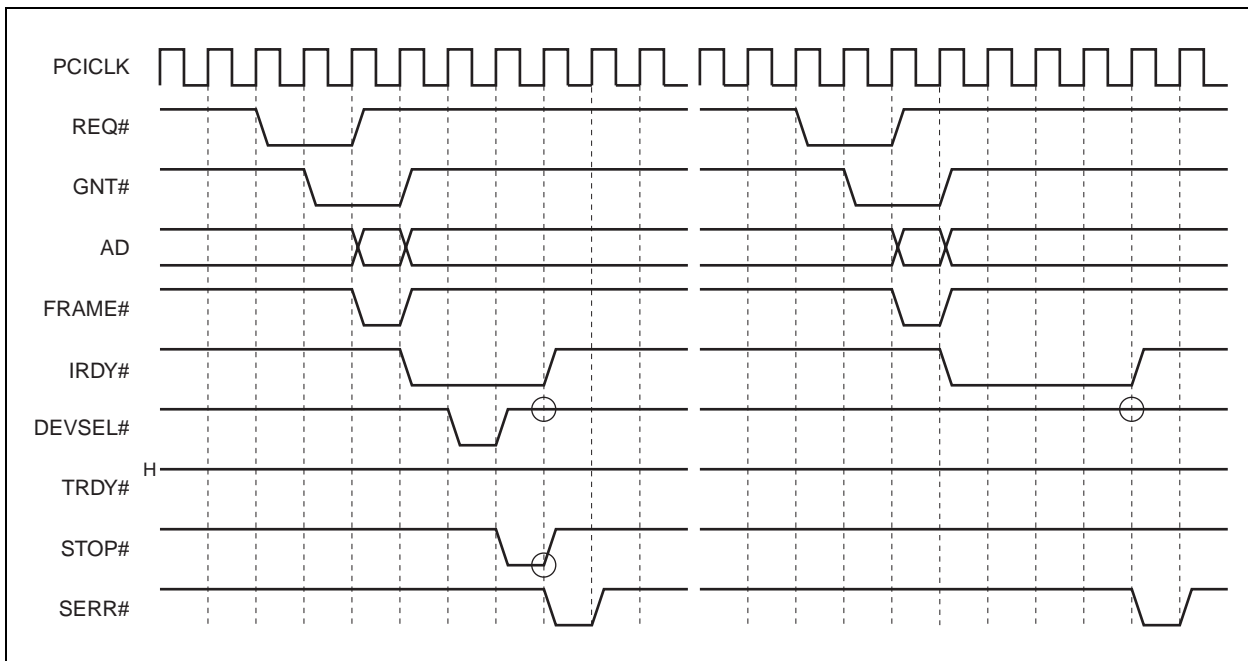 PCICLK
REQ#
GNT#
AD
FRAME#
IRDY#
DEVSEL#
H
TRDY#
STOP#
SERR#